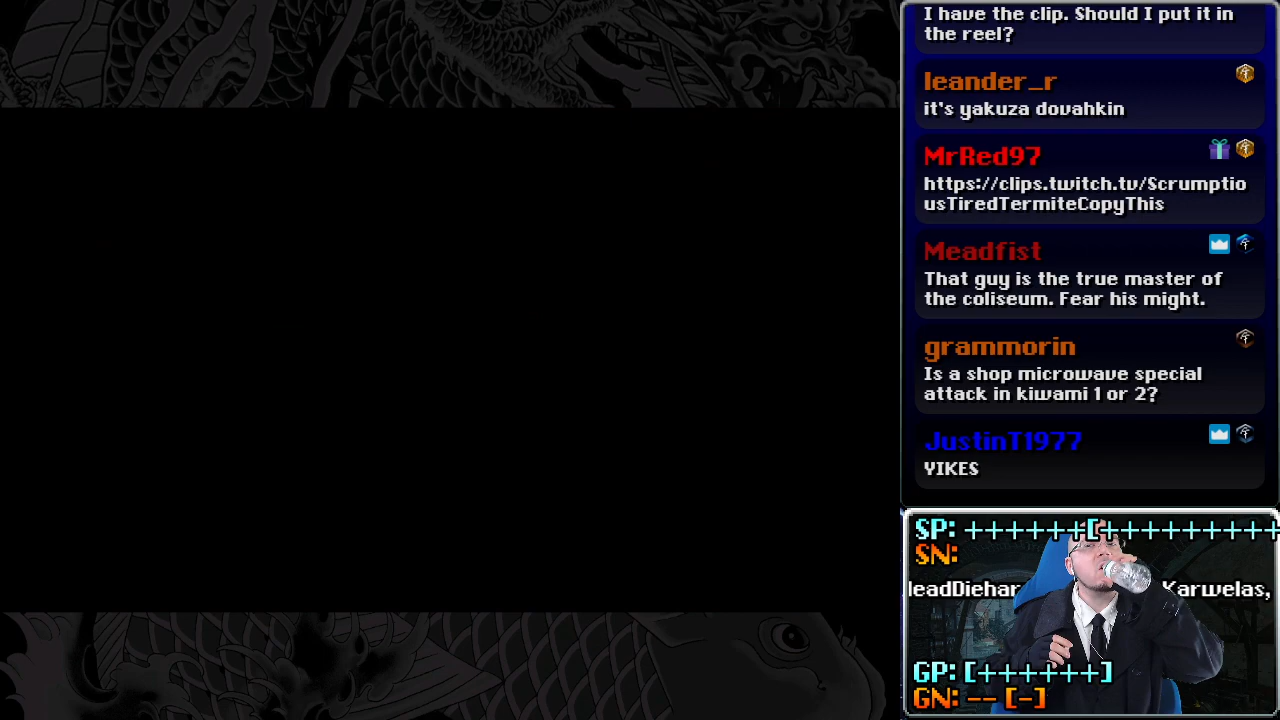 I have the clip. Should I put it in
the reel?
leander_r
it's yakuza dovahkin
MrRed97
https://clips.twitch.tv/Scrumptio
usTiredTermiteCopyThis
Meadfist
That guy is the true master of
the coliseum. Fear his might.
grammorin
Is a shop microwave special
attack in kiwami 1 or 2?
JustinT1977
YIKES
SP: ++++++[+++++++++
SN:
leadDiehar Karwelas,
GP: [++++++]
GN: -- [-]